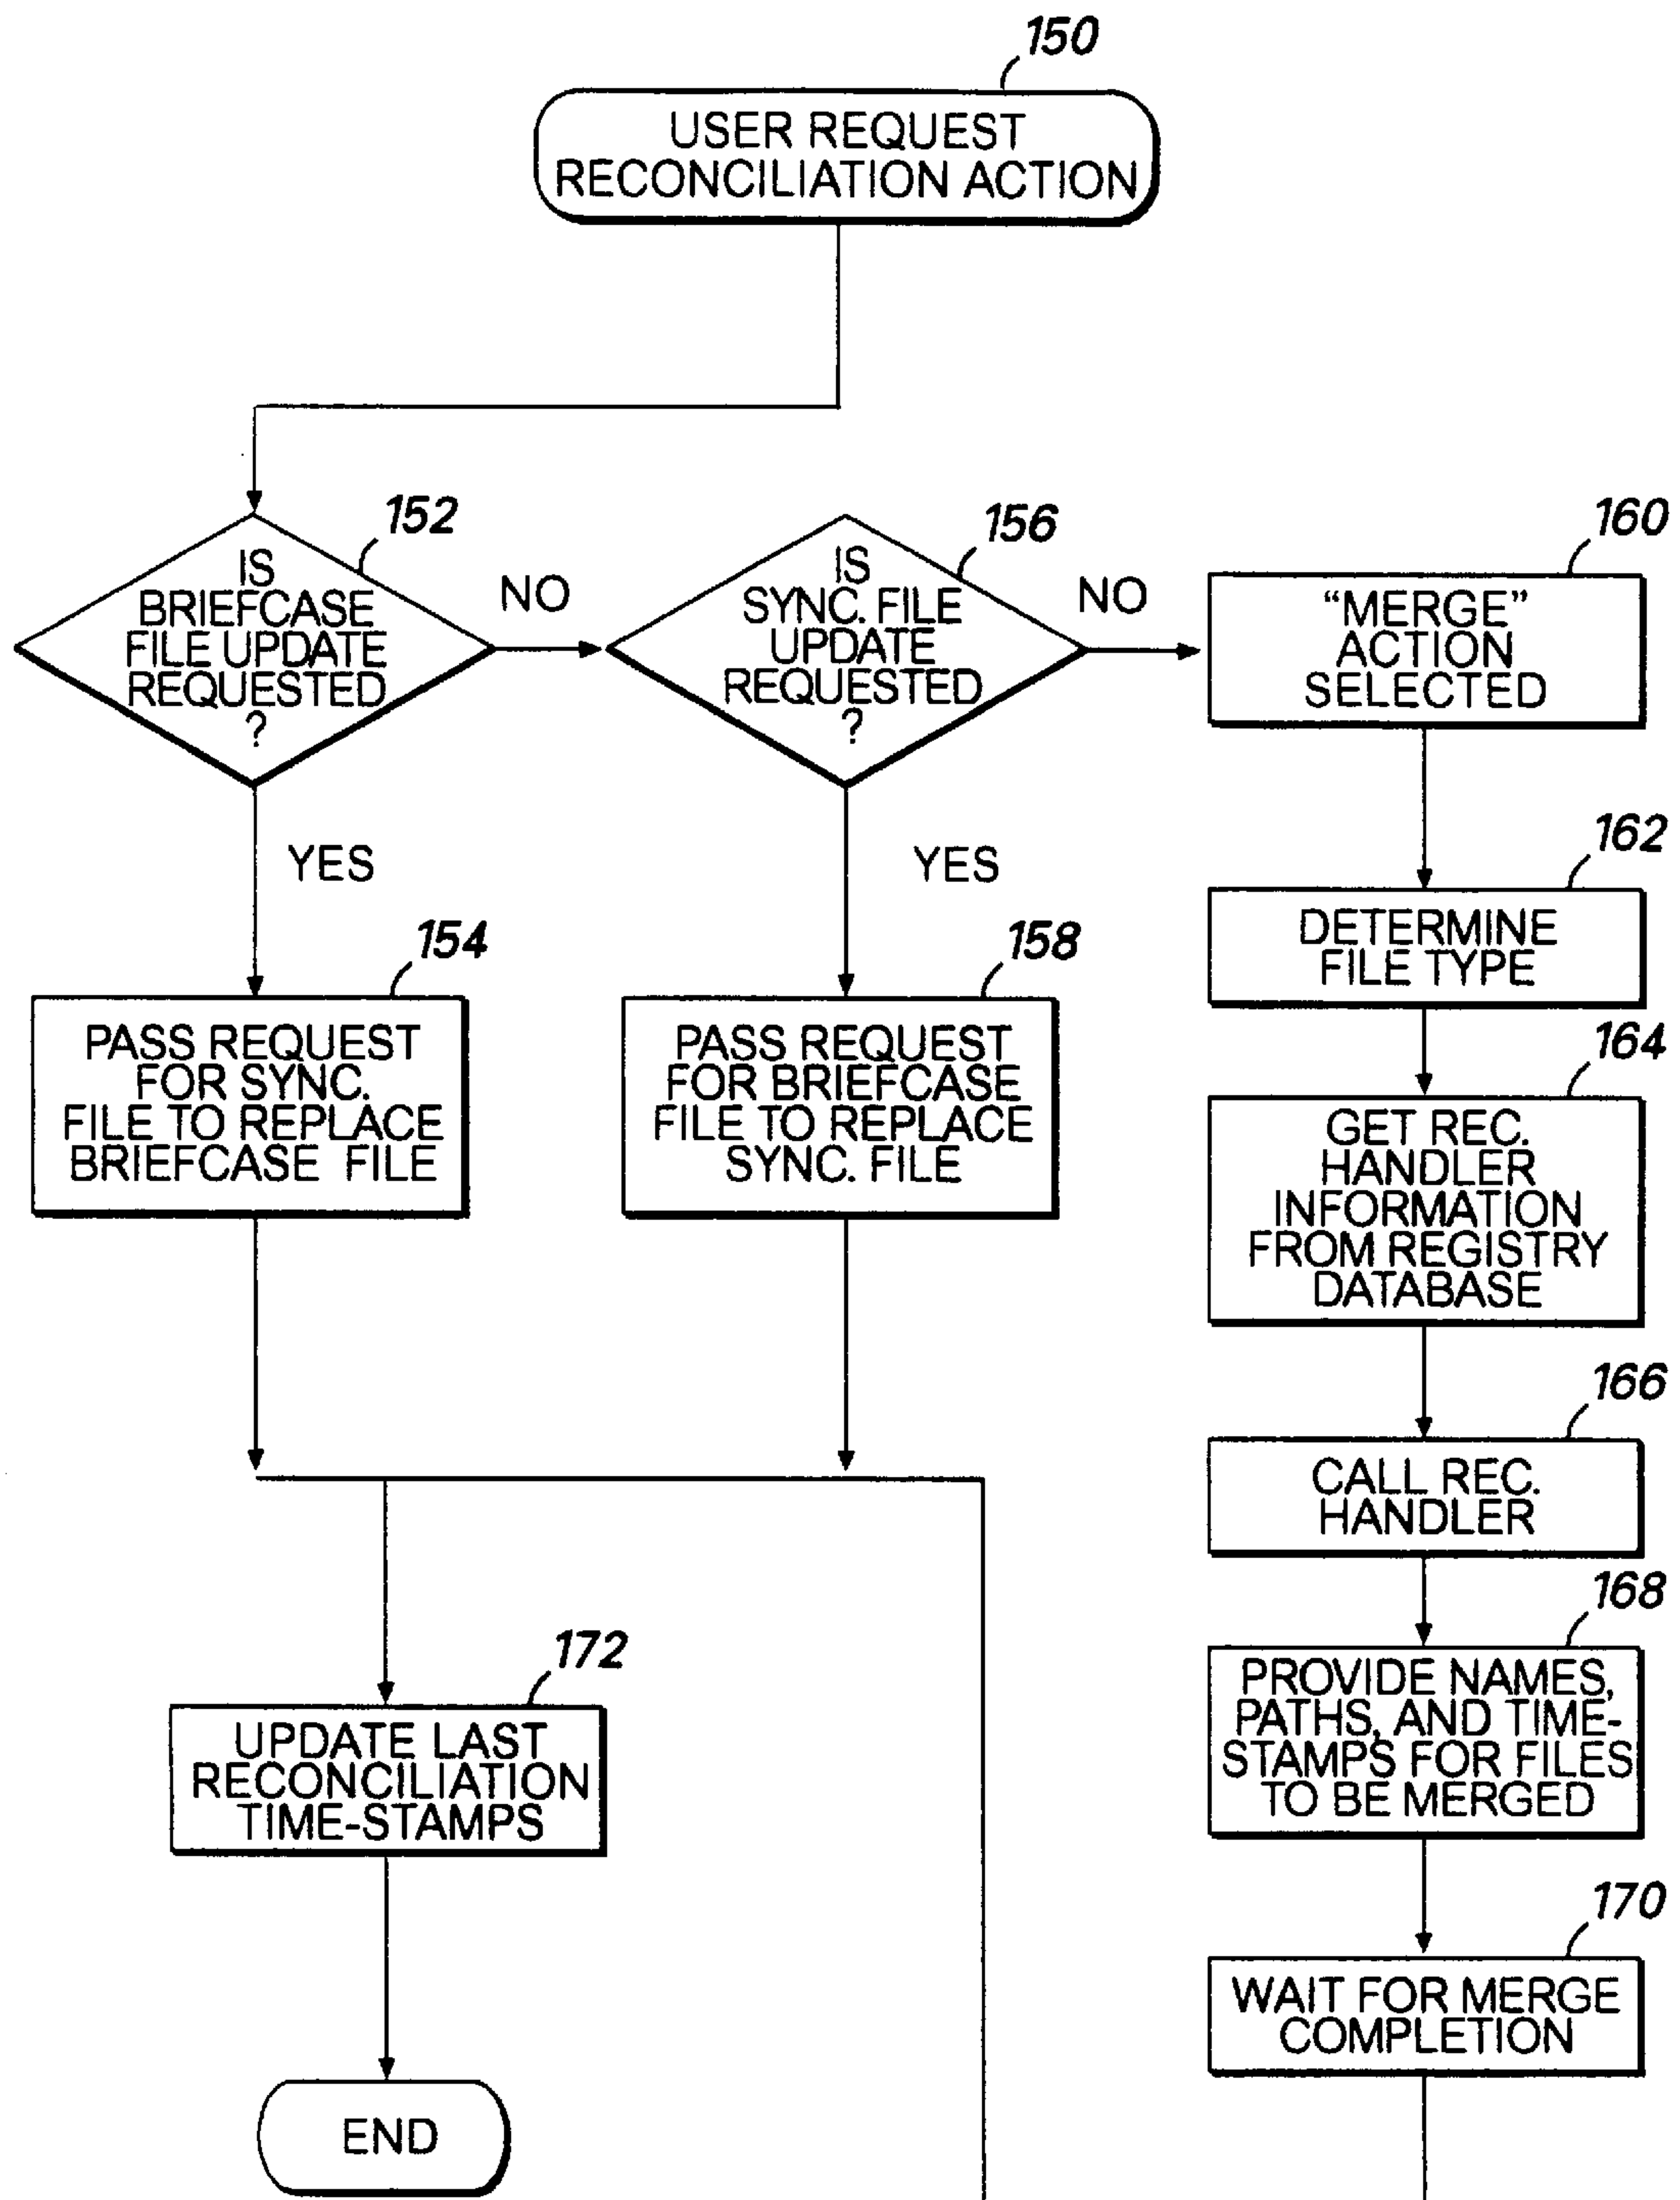 150
USER REQUEST
RECONCILIATION ACTION
152
IS
BRIEFCASE
FILE UPDATE
REQUESTED
?
NO
156
IS
SYNC. FILE
UPDATE
REQUESTED
?
NO
160
“MERGE”
ACTION
SELECTED
YES
YES
162
DETERMINE
FILE TYPE
154
PASS REQUEST
FOR SYNC.
FILE TO REPLACE
BRIEFCASE FILE
158
PASS REQUEST
FOR BRIEFCASE
FILE TO REPLACE
SYNC. FILE
164
GET REC.
HANDLER
INFORMATION
FROM REGISTRY
DATABASE
166
CALL REC.
HANDLER
168
PROVIDE NAMES,
PATHS, AND TIME-
STAMPS FOR FILES
TO BE MERGED
172
UPDATE LAST
RECONCILIATION
TIME-STAMPS
170
WAIT FOR MERGE
COMPLETION
END